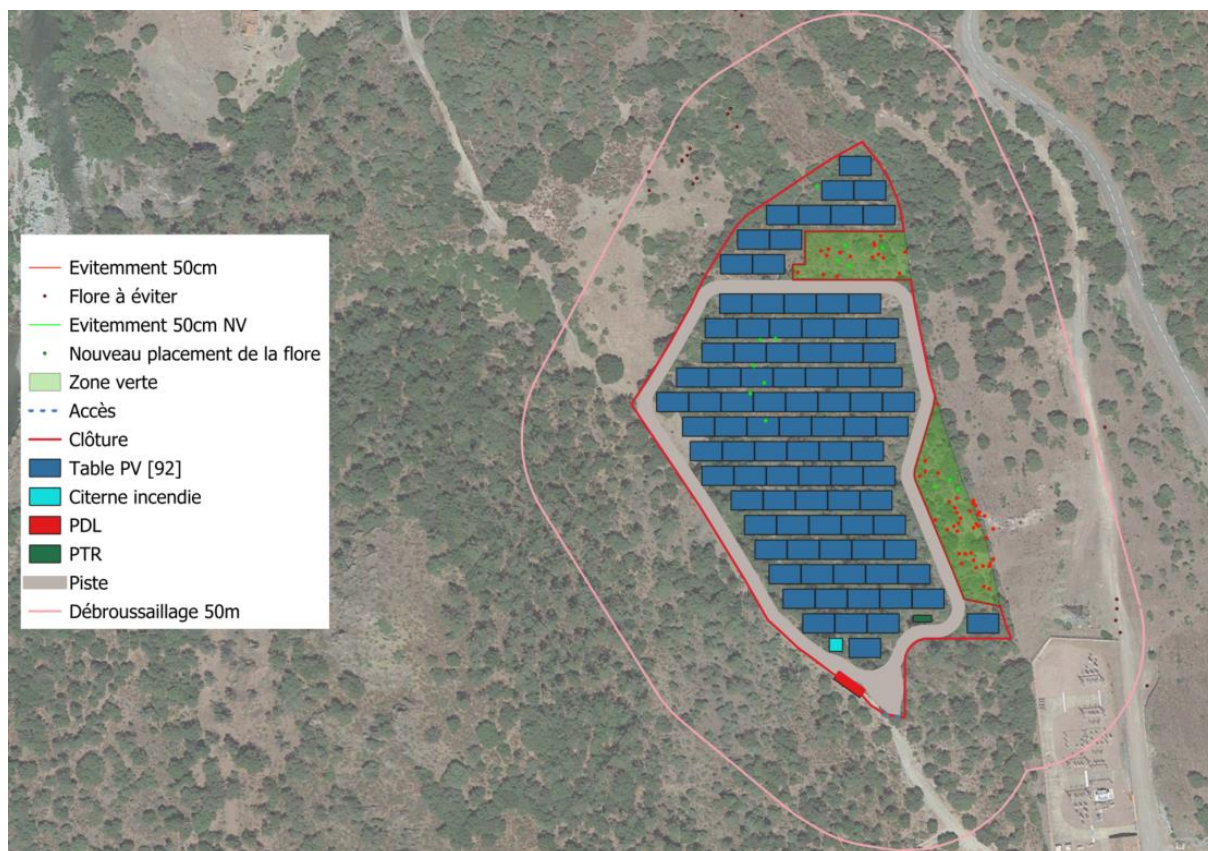 Evitemment 50cm
Flore à éviter
Evitemment 50cm NV
Nouveau placement de la flore
Zone verte
Accès
Clôture
Table PV [92]
Citerne incendie
PDL
PTR
Piste
Débroussaillage 50m